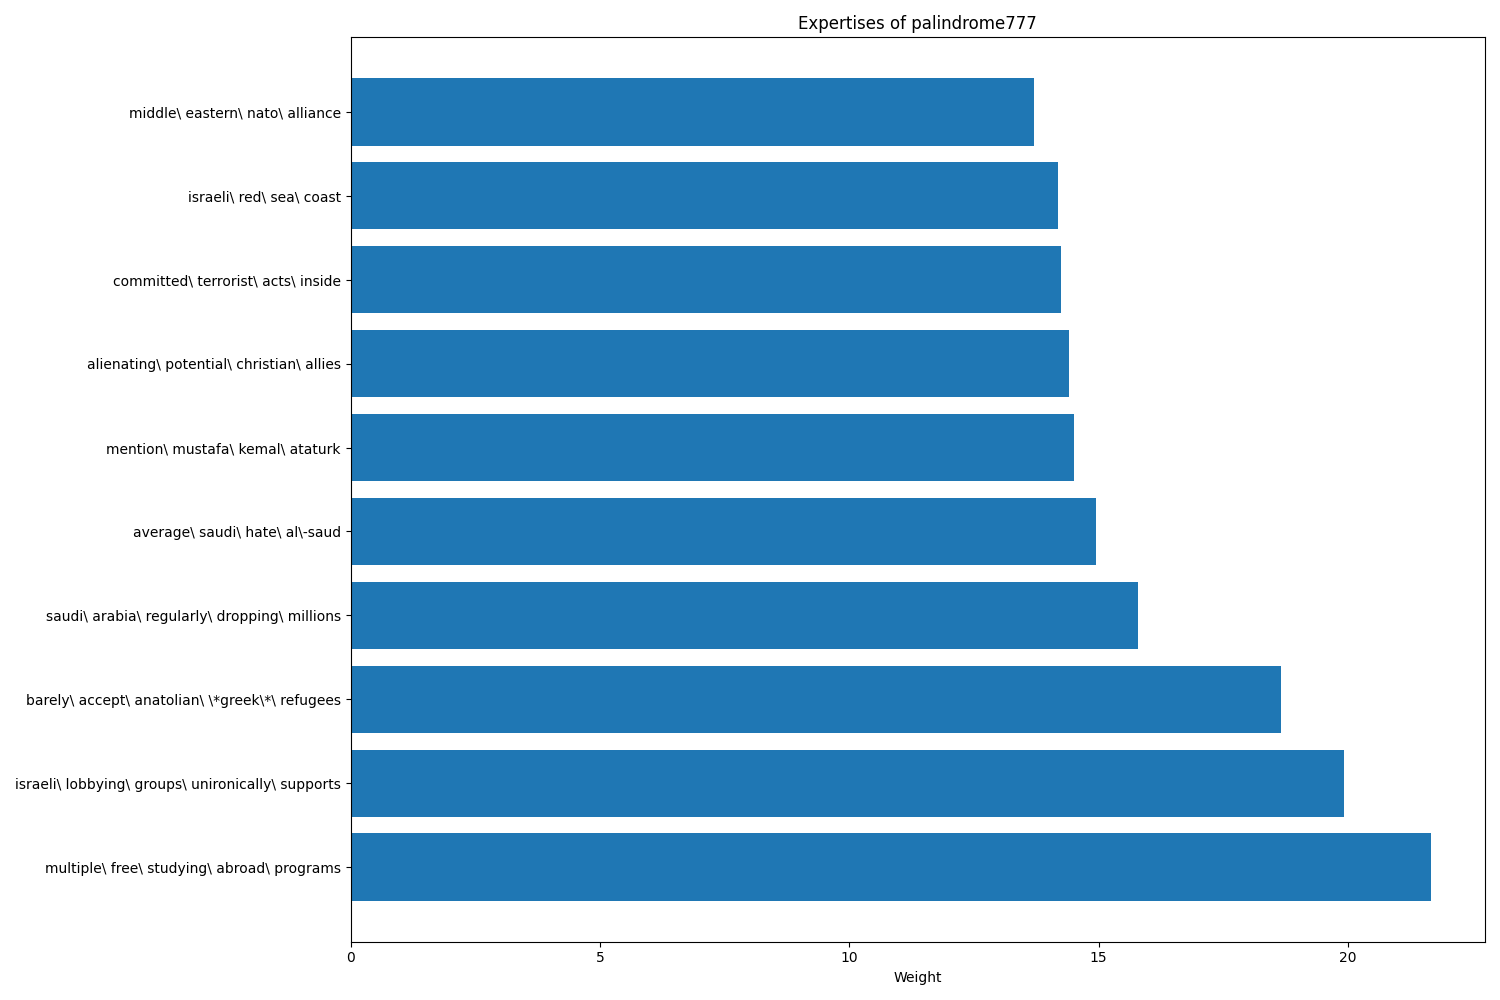 Expertises of palindrome777
middle\ eastern\ nato\ alliance
israeli\ red\ sea\ coast
committed\ terrorist\ acts\ inside
alienating\ potential\ christian\ allies
mention\ mustafa\ kemal\ ataturk
average\ saudi\ hate\ al\-saud
saudi\ arabia\ regularly\ dropping\ millions
barely\ accept\ anatolian\ \*greek\*\ refugees
israeli\ lobbying\ groups\ unironically\ supports
multiple\ free\ studying\ abroad\ programs
0 5 10 15 20
Weight